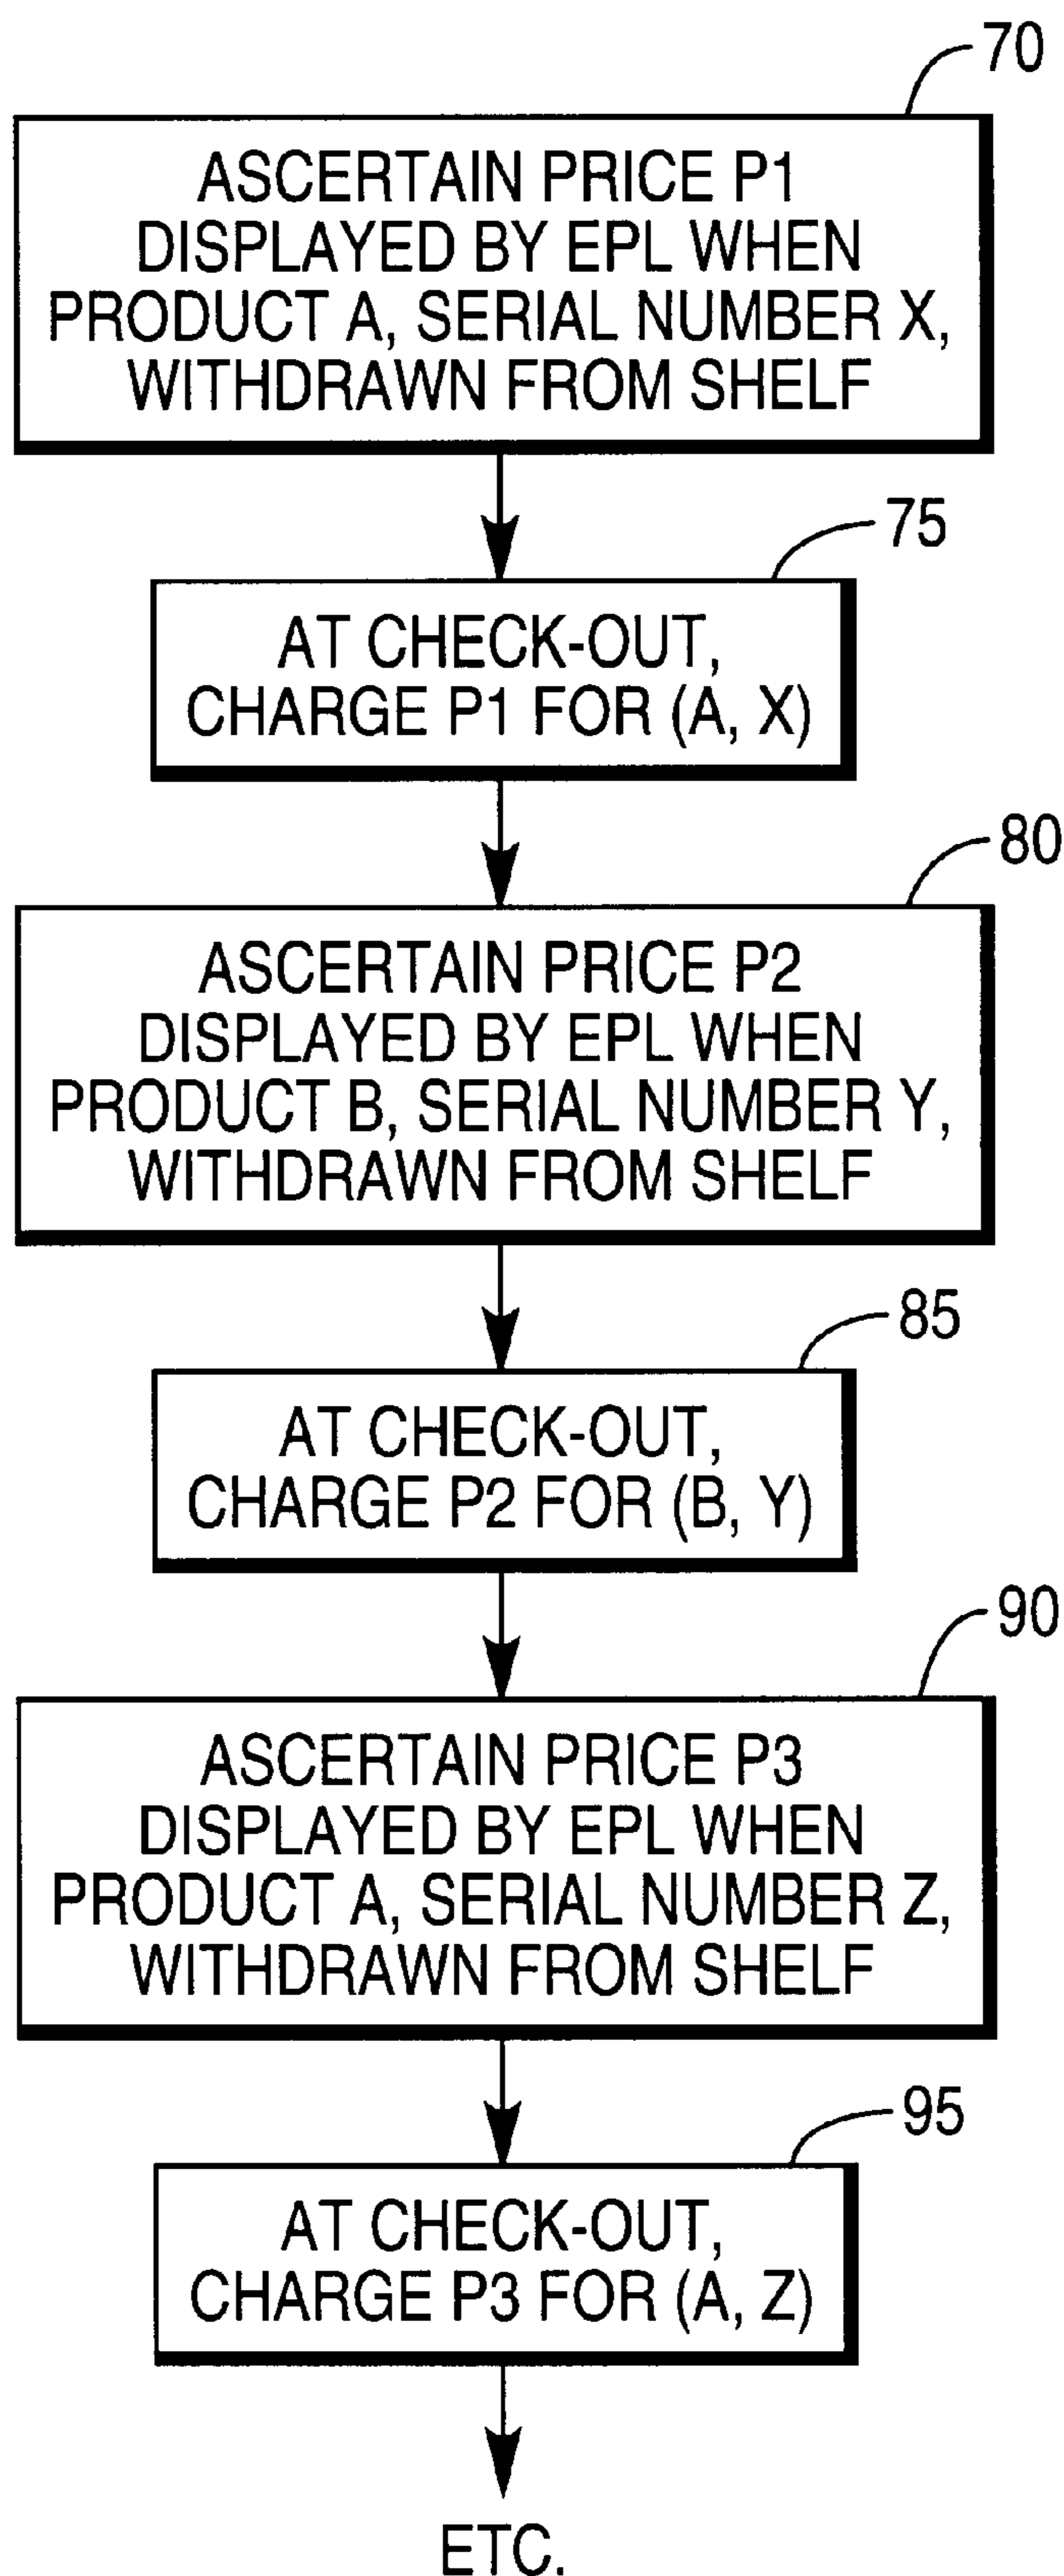 70
ASCERTAIN PRICE P1
DISPLAYED BY EPL WHEN
PRODUCT A, SERIAL NUMBER X,
WITHDRAWN FROM SHELF
75
AT CHECK-OUT,
CHARGE P1 FOR (A, X)
80
ASCERTAIN PRICE P2
DISPLAYED BY EPL WHEN
PRODUCT B, SERIAL NUMBER Y,
WITHDRAWN FROM SHELF
85
AT CHECK-OUT,
CHARGE P2 FOR (B, Y)
90
ASCERTAIN PRICE P3
DISPLAYED BY EPL WHEN
PRODUCT A, SERIAL NUMBER Z,
WITHDRAWN FROM SHELF
95
AT CHECK-OUT,
CHARGE P3 FOR (A, Z)
ETC.